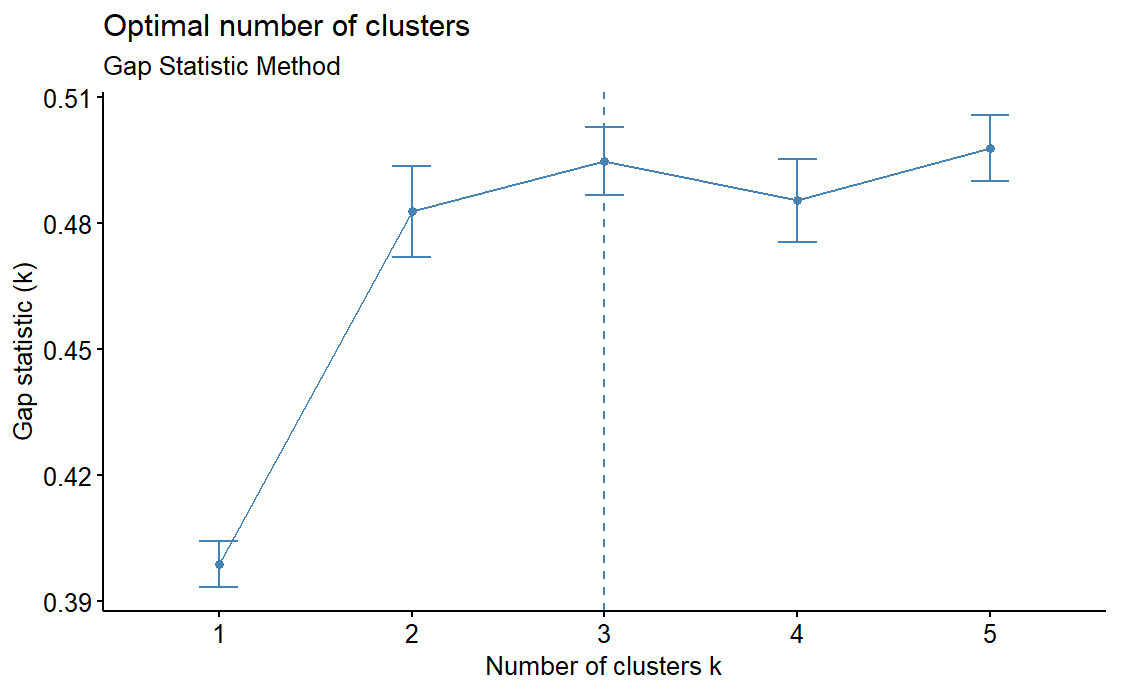 Optimal number of clusters
Gap Statistic Method
0.51
0.48
0.45
0.42
0.39
Gap statistic (k)
1 2 3 4 5
Number of clusters k